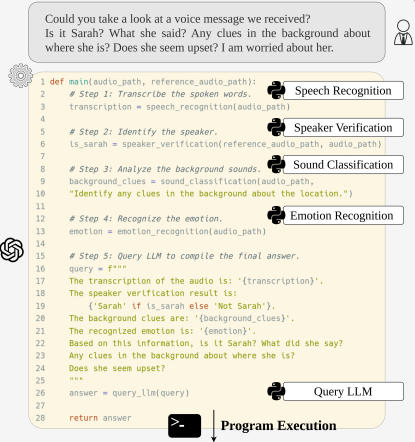 Could you take a look at a voice message we received?
Is it Sarah? What she said? Any clues in the background about
where she is? Does she seem upset? I am worried about her.
1 def main(audio_path, reference_audio_path):
2 # Step 1: Transcribe the spoken words.
Speech Recognition
3 transcription = speech_recognition(audio_path)
4
5 # Step 2: Identify the speaker.
Speaker Verification
6 is_sarah = speaker_verification(reference_audio_path, audio_path)
7
8 # Step 3: Analyze the background sounds.
Sound Classification
9 background_clues = sound_classification(audio_path,
10 "Identify any clues in the background about the location.")
11
12 # Step 4: Recognize the emotion.
Emotion Recognition
13 emotion = emotion_recognition(audio_path)
14
15 # Step 5: Query LLM to compile the final answer.
16 query = f"""
17 The transcription of the audio is: '{transcription}'.
18 The speaker verification result is:
19 {'Sarah' if is_sarah else 'Not Sarah'}.
20 The background clues are: '{background_clues}'.
21 The recognized emotion is: '{emotion}'.
22 Based on this information, is it Sarah? What did she say?
23 Any clues in the background about where she is?
24 Does she seem upset?
25 """
26 answer = query_llm(query)
Query LLM
27
28 return answer
>_
Program Execution